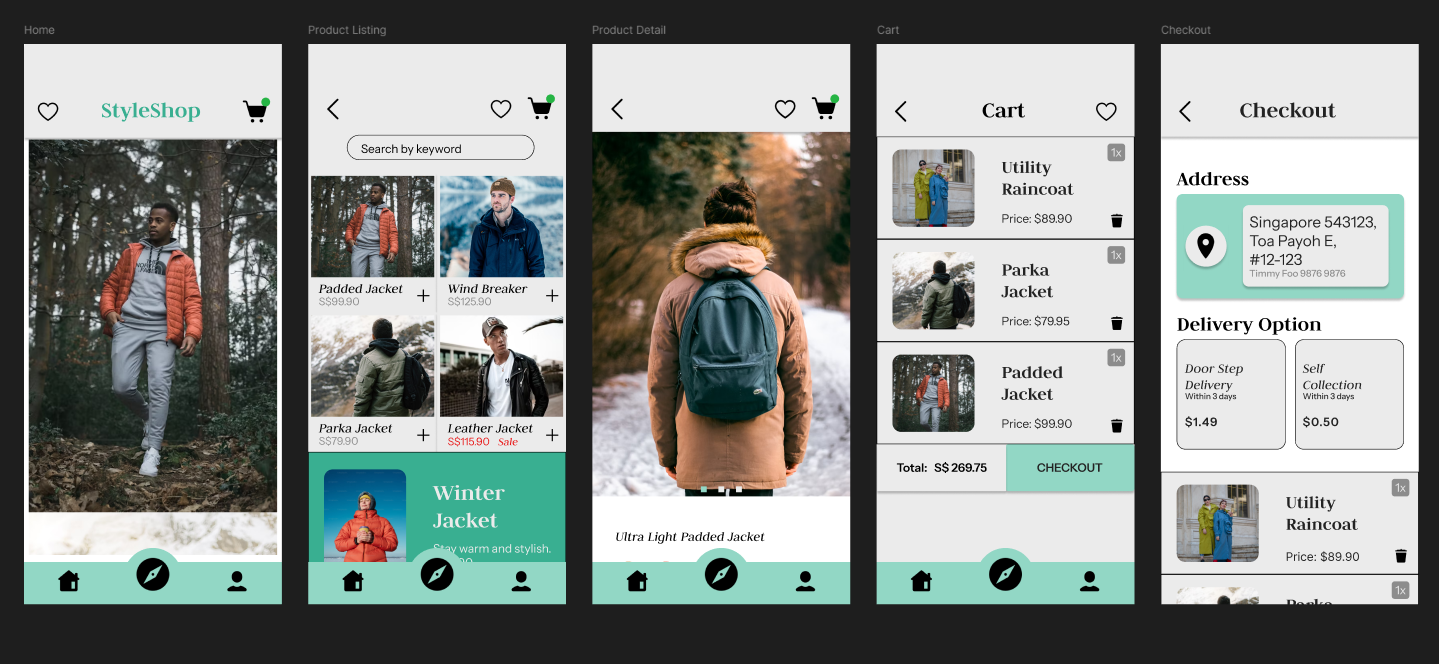 Home
StyleShop
Product Listing
Search by keyword
Padded Jacket
S$99.90
Wind Breaker
S$125.90
Parka Jacket
S$79.90
Leather Jacket
S$115.90 Sale
Winter
Jacket
Stay warm and stylish.
Product Detail
Ultra Light Padded Jacket
Cart
Cart
1x
Utility
Raincoat
Price: $89.90
1x
Parka
Jacket
Price: $79.95
1x
Padded
Jacket
Price: $99.90
Total: S$ 269.75
CHECKOUT
Checkout
Checkout
Address
Singapore 543123,
Toa Payoh E,
#12-123
Timmy Foo 9876 9876
Delivery Option
Door Step
Delivery
Within 3 days
$1.49
Self
Collection
Within 3 days
$0.50
1x
Utility
Raincoat
Price: $89.90
1x
Parka